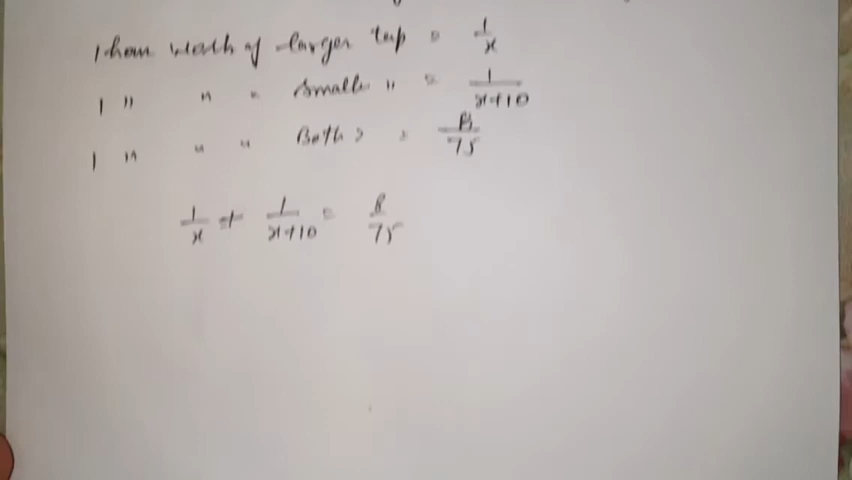 1 hour work of larger tap = 1/x
1 " " " smaller " = 1/x+10
1 " " " Both " = 8/75
1/x + 1/x+10 = 8/75